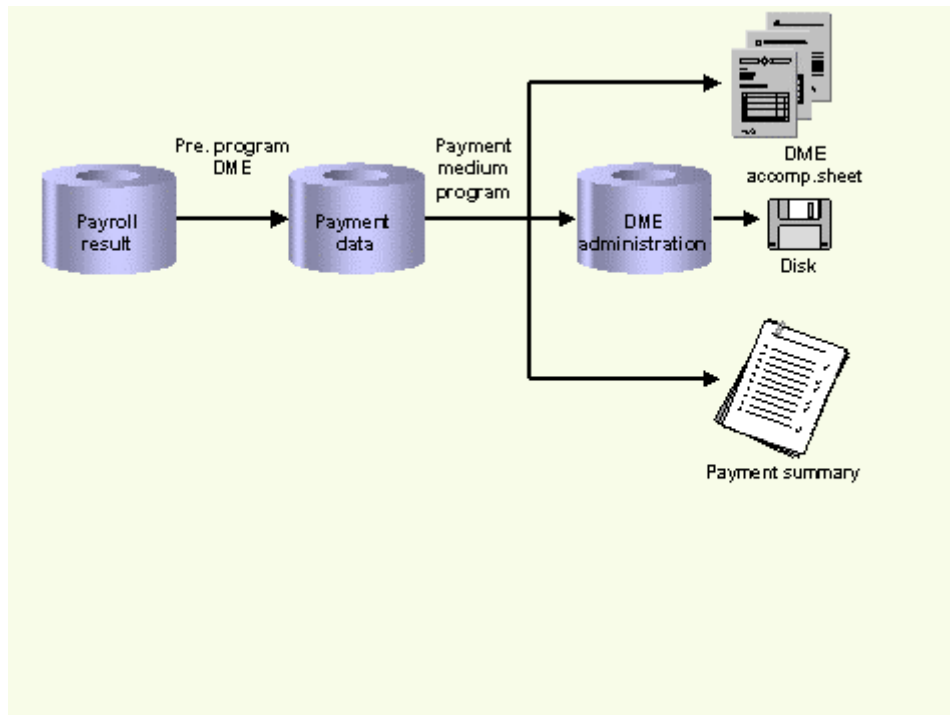 Payroll
result
Pre. program
DME
Payment
data
Payment
medium
program
DME
administration
DME
accomp.sheet
Disk
Payment summary